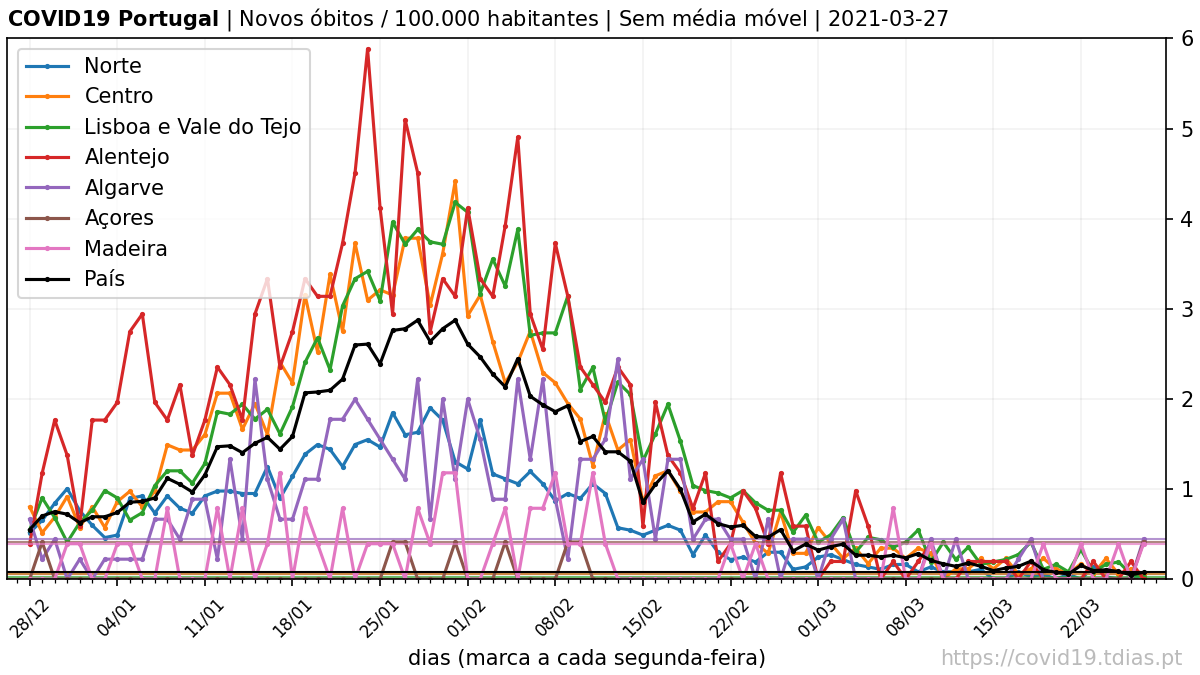 COVID19 Portugal | Novos óbitos / 100.000 habitantes | Sem média móvel | 2021-03-27
Norte
Centro
Lisboa e Vale do Tejo
Alentejo
Algarve
Açores
Madeira
País
6
5
4
3
2
1
0
28/12
04/01
11/01
18/01
25/01
01/02
08/02
15/02
22/02
01/03
08/03
15/03
22/03
dias (marca a cada segunda-feira)
https://covid19.tdias.pt